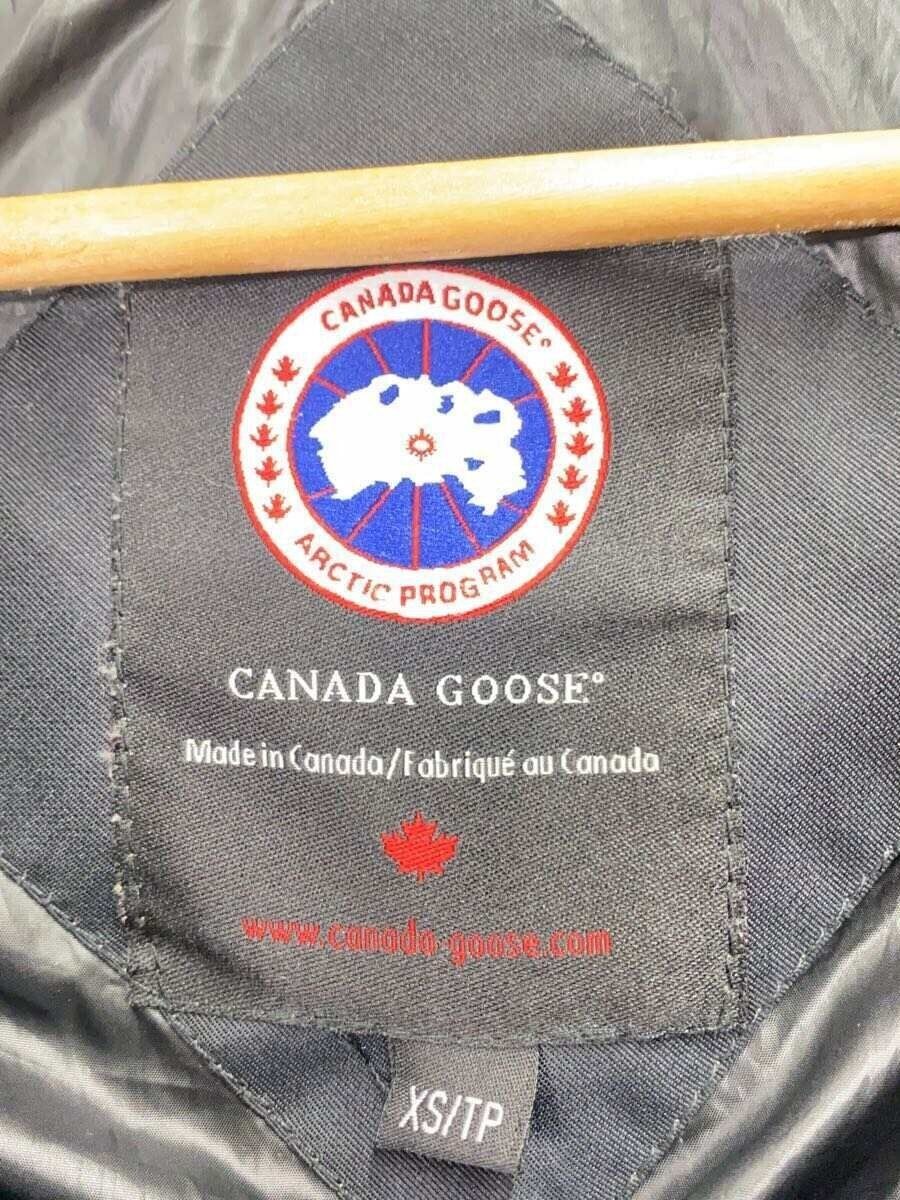 CANADA GOOSE®
ARCTIC PROGRAM
CANADA GOOSE®
Made in Canada/Fabriqué au Canada
www.canada-goose.com
XS/TP